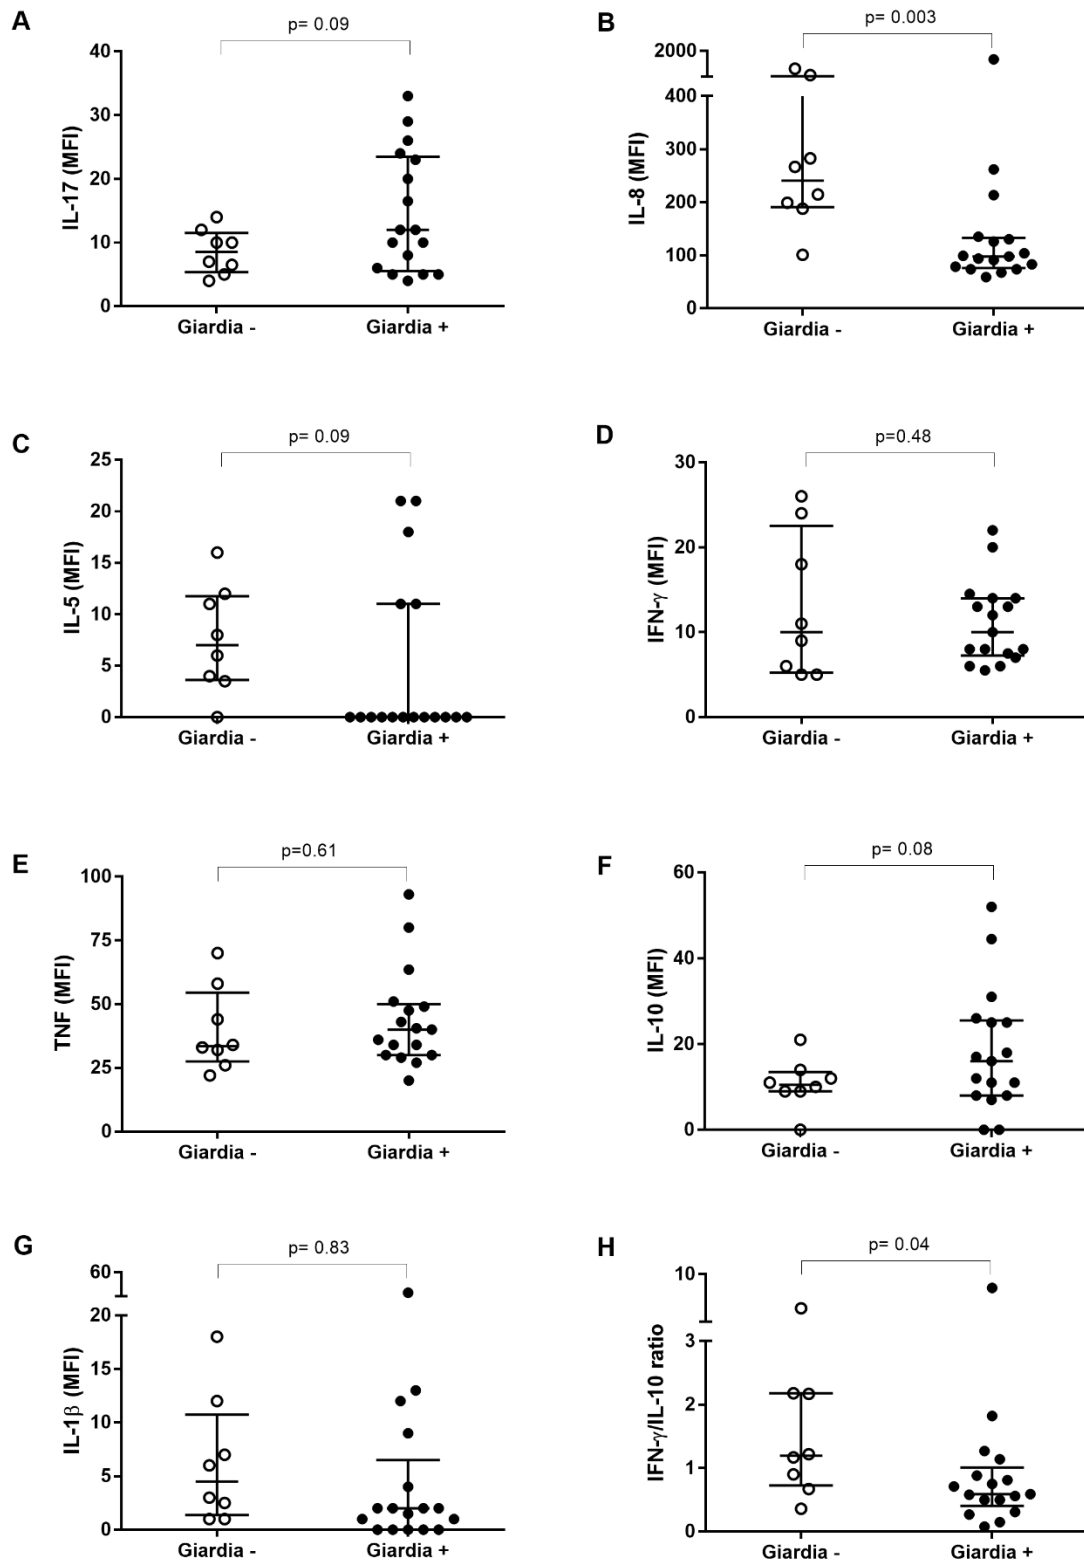 A
p= 0.09
IL-17 (MFI)
40
30
20
10
0
Giardia -
Giardia +
B
p= 0.003
IL-8 (MFI)
2000
400
300
200
100
0
Giardia -
Giardia +
C
p= 0.09
IL-5 (MFI)
25
20
15
10
5
0
Giardia -
Giardia +
D
p=0.48
IFN-γ (MFI)
30
20
10
0
Giardia -
Giardia +
E
p=0.61
TNF (MFI)
100
75
50
25
0
Giardia -
Giardia +
F
p= 0.08
IL-10 (MFI)
60
40
20
0
Giardia -
Giardia +
G
p= 0.83
IL-1β (MFI)
60
20
15
10
5
0
Giardia -
Giardia +
H
p= 0.04
IFN-γ/IL-10 ratio
10
3
2
1
0
Giardia -
Giardia +